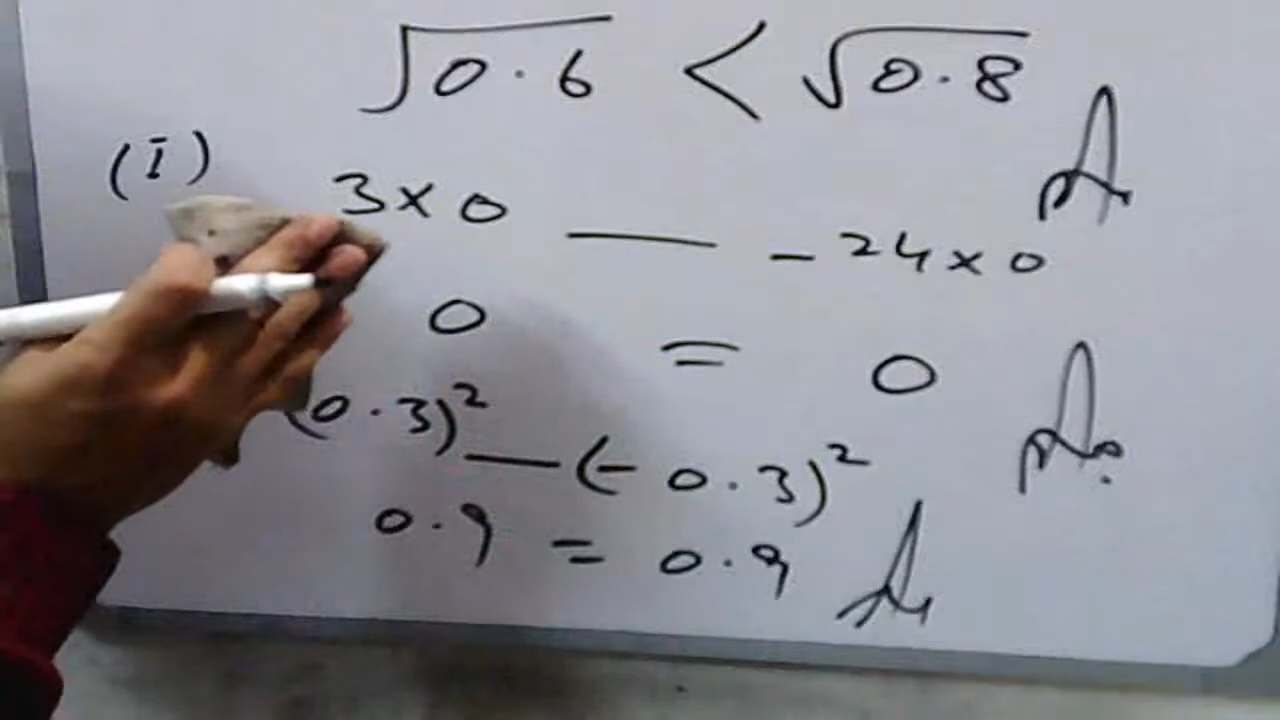 √0.6 < √0.8
(i) 3 × 0 — -24 × 0
0 = 0
(0.3)² — (-0.3)²
0.9 = 0.9